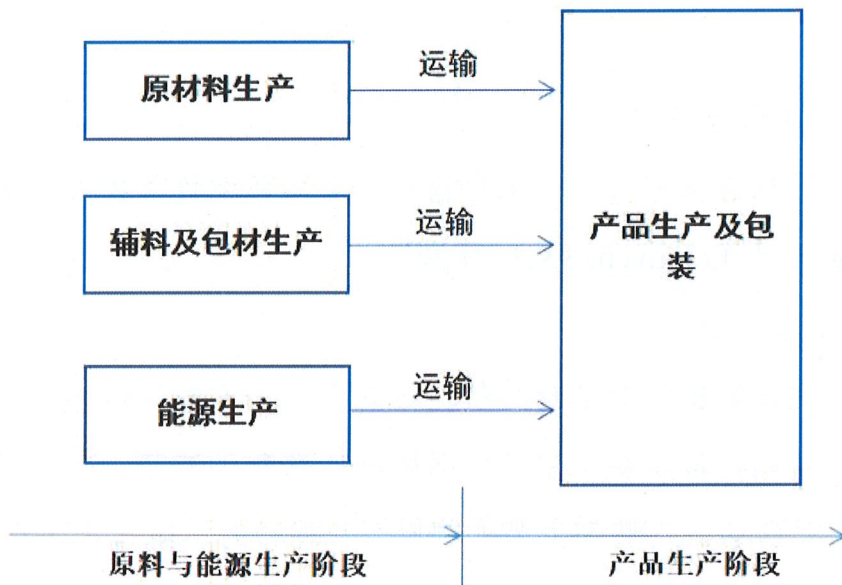 原材料生产
运输
辅料及包材生产
运输
能源生产
运输
产品生产及包
装
原料与能源生产阶段
产品生产阶段